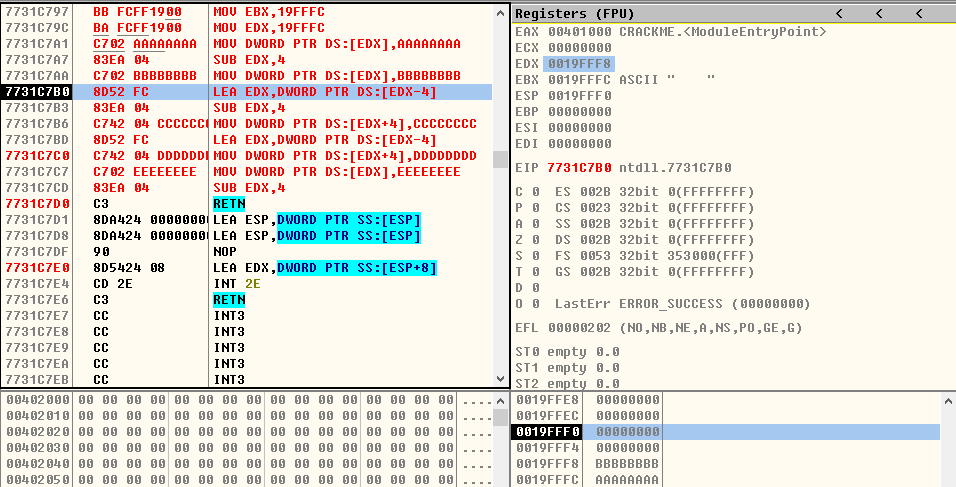 7731C797 BB FCFF1900 MOV EBX,19FFFC
7731C79C BA FCFF1900 MOV EDX,19FFFC
7731C7A1 C702 AAAAAAAA MOV DWORD PTR DS:[EDX],AAAAAAAA
7731C7A7 83EA 04 SUB EDX,4
7731C7AA C702 BBBBBBBB MOV DWORD PTR DS:[EDX],BBBBBBBB
7731C7B0 8D52 FC LEA EDX,DWORD PTR DS:[EDX-4]
7731C7B3 83EA 04 SUB EDX,4
7731C7B6 C742 04 CCCCCCC MOV DWORD PTR DS:[EDX+4],CCCCCCCC
7731C7BD 8D52 FC LEA EDX,DWORD PTR DS:[EDX-4]
7731C7C0 C742 04 DDDDDDD MOV DWORD PTR DS:[EDX+4],DDDDDDDD
7731C7C7 C702 EEEEEEEE MOV DWORD PTR DS:[EDX],EEEEEEEE
7731C7CD 83EA 04 SUB EDX,4
7731C7D0 C3 RETN
7731C7D1 8DA424 0000000 LEA ESP,DWORD PTR SS:[ESP]
7731C7D8 8DA424 0000000 LEA ESP,DWORD PTR SS:[ESP]
7731C7DF 90 NOP
7731C7E0 8D5424 08 LEA EDX,DWORD PTR SS:[ESP+8]
7731C7E4 CD 2E INT 2E
7731C7E6 C3 RETN
7731C7E7 CC INT3
7731C7E8 CC INT3
7731C7E9 CC INT3
7731C7EA CC INT3
7731C7EB CC INT3
Registers (FPU) < < <
EAX 00401000 CRACKME.<ModuleEntryPoint>
ECX 00000000
EDX 0019FFF8
EBX 0019FFFC ASCII "    "
ESP 0019FFF0
EBP 00000000
ESI 00000000
EDI 00000000
EIP 7731C7B0 ntdll.7731C7B0
C 0 ES 002B 32bit 0(FFFFFFFF)
P 0 CS 0023 32bit 0(FFFFFFFF)
A 0 SS 002B 32bit 0(FFFFFFFF)
Z 0 DS 002B 32bit 0(FFFFFFFF)
S 0 FS 0053 32bit 353000(FFF)
T 0 GS 002B 32bit 0(FFFFFFFF)
D 0
O 0 LastErr ERROR_SUCCESS (00000000)
EFL 00000202 (NO,NB,NE,A,NS,PO,GE,G)
ST0 empty 0.0
ST1 empty 0.0
ST2 empty 0.0
00402000 00 00 00 00 00 00 00 00 00 00 00 00 00 00 00 00 ....
00402010 00 00 00 00 00 00 00 00 00 00 00 00 00 00 00 00 ....
00402020 00 00 00 00 00 00 00 00 00 00 00 00 00 00 00 00 ....
00402030 00 00 00 00 00 00 00 00 00 00 00 00 00 00 00 00 ....
00402040 00 00 00 00 00 00 00 00 00 00 00 00 00 00 00 00 ....
00402050 00 00 00 00 00 00 00 00 00 00 00 00 00 00 00 00 ....
0019FFE8 00000000
0019FFEC 00000000
0019FFF0 00000000
0019FFF4 00000000
0019FFF8 BBBBBBBB
0019FFFC AAAAAAAA